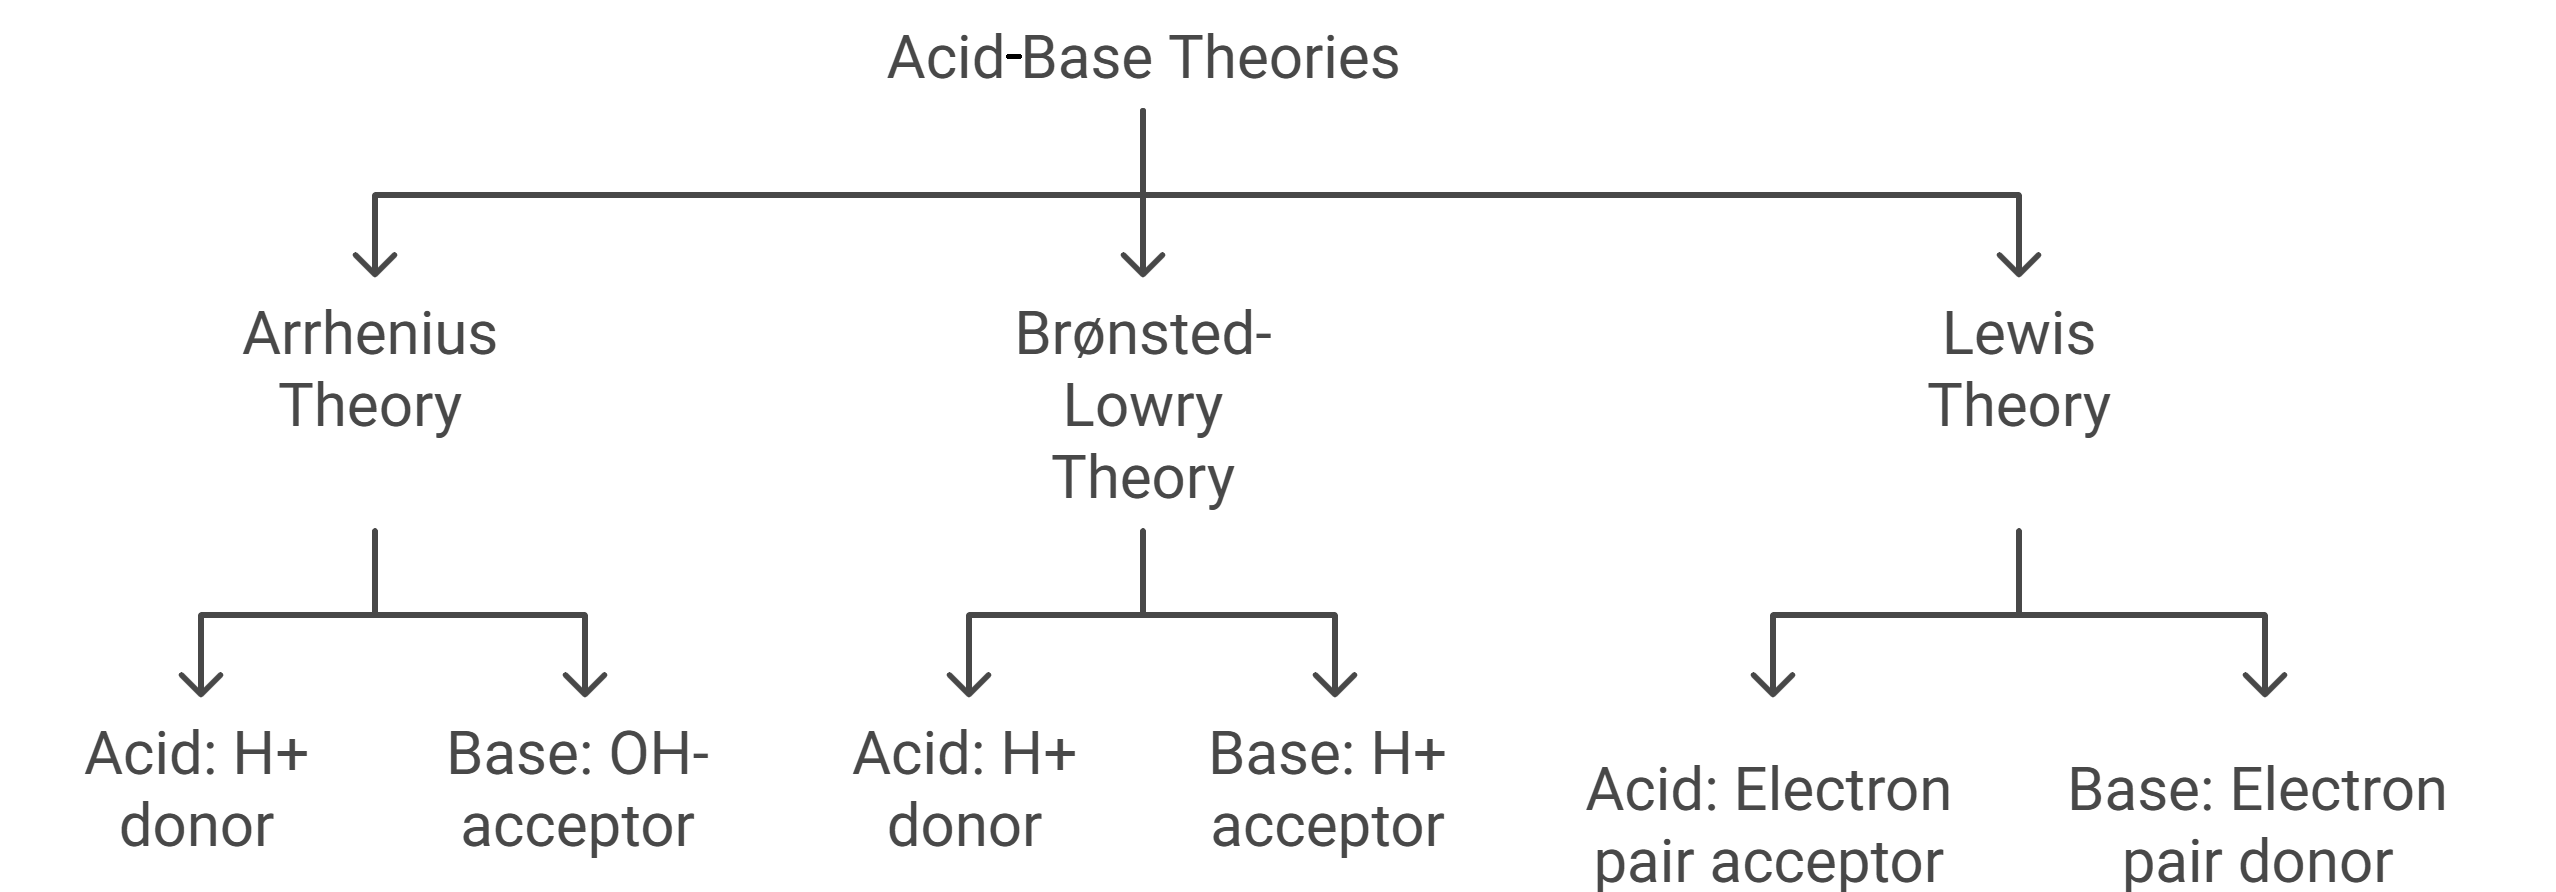 Acid-Base Theories
Arrhenius
Theory
Brønsted-
Lowry
Theory
Lewis
Theory
Acid: H+
donor
Base: OH-
acceptor
Acid: H+
donor
Base: H+
acceptor
Acid: Electron
pair acceptor
Base: Electron
pair donor